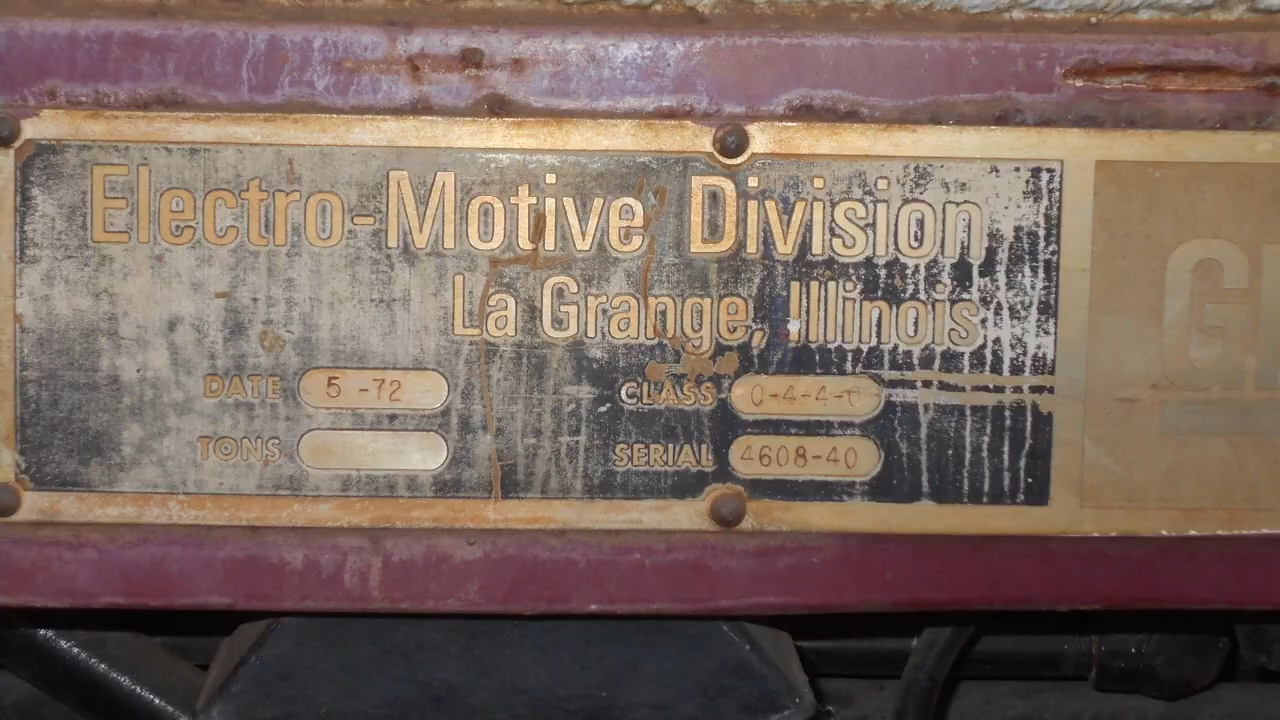 Electro-Motive Division
La Grange, Illinois
DATE 5 -72 CLASS 0-4-4-0
TONS SERIAL 4608-40